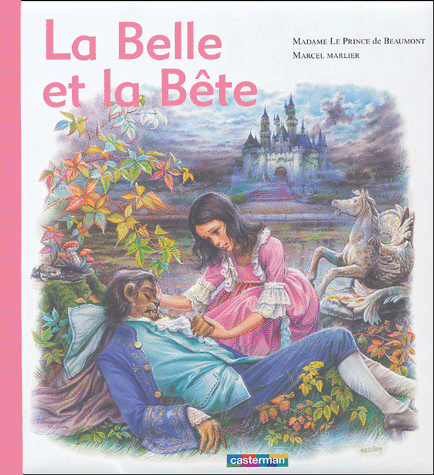 La Belle
et la Bête
MADAME LE PRINCE de BEAUMONT
MARCEL MARLIER
casterman